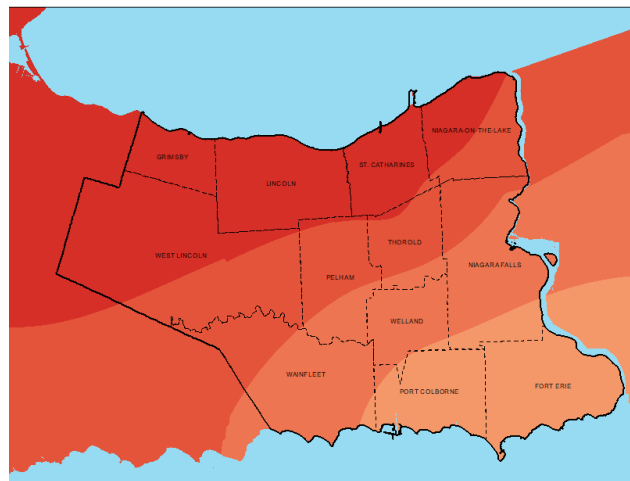 NIAGARA-ON-THE-LAKE
GRIMSBY
ST. CATHARINES
LINCOLN
THOROLD
WEST LINCOLN
NIAGARA FALLS
PELHAM
WELLAND
WAINFLEET
FORT ERIE
PORT COLBORNE